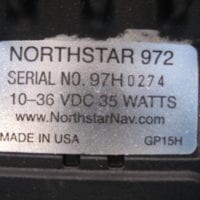 NORTHSTAR 972
SERIAL NO. 97H0274
10-36 VDC 35 WATTS
www.NorthstarNav.com
MADE IN USA GP15H